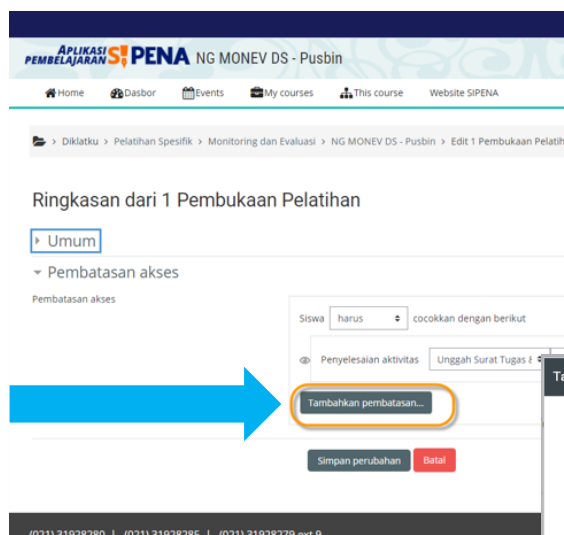 APLIKASI PEMBELAJARAN S!PENA NG MONEV DS - Pusbin
Home Dasbor Events My courses This course Website SIPENA
> Diklatku > Pelatihan Spesifik > Monitoring dan Evaluasi > NG MONEV DS - Pusbin > Edit 1 Pembukaan Pelatih
Ringkasan dari 1 Pembukaan Pelatihan
Umum
Pembatasan akses
Pembatasan akses
Siswa harus cocokkan dengan berikut
Penyelesaian aktivitas Unggah Surat Tugas &
Ta
Tambahkan pembatasan...
Simpan perubahan Batal
(021) 31928280 | (021) 31928285 | (021) 31928279 ext 9